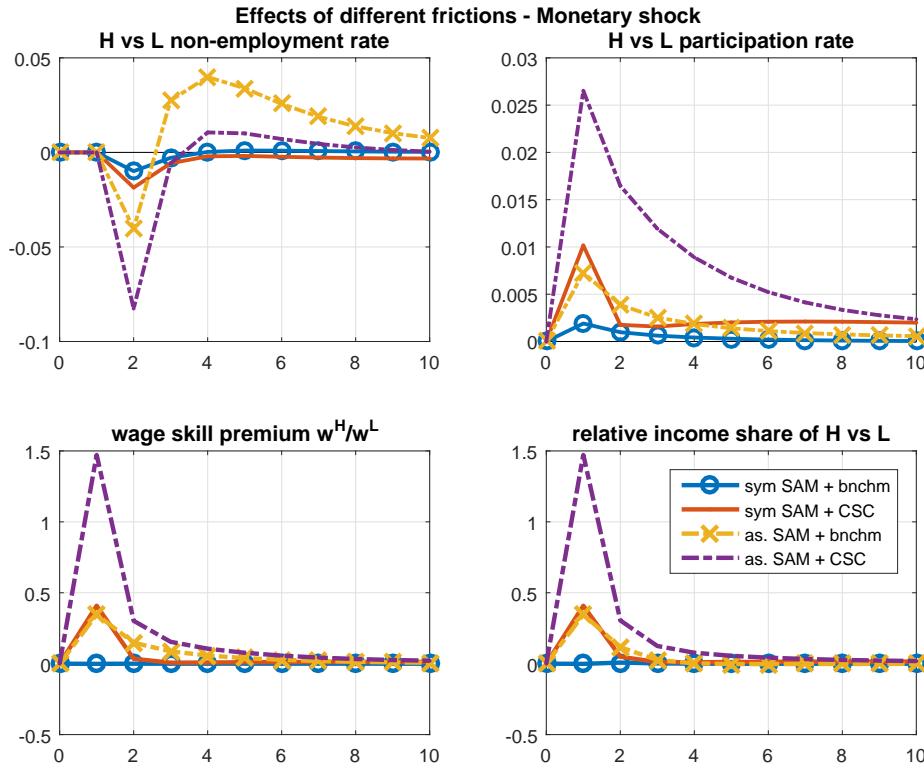 Effects of different frictions - Monetary shock
H vs L non-employment rate
0.05
0
-0.05
-0.1
0 2 4 6 8 10
H vs L participation rate
0.03
0.025
0.02
0.015
0.01
0.005
0
0 2 4 6 8 10
wage skill premium w^H/w^L
1.5
1
0.5
0
-0.5
0 2 4 6 8 10
relative income share of H vs L
1.5
1
0.5
0
-0.5
0 2 4 6 8 10
sym SAM + bnchm
sym SAM + CSC
as. SAM + bnchm
as. SAM + CSC